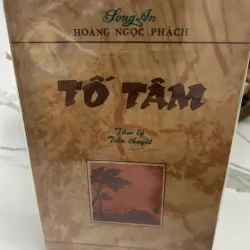 Song An
HOÀNG NGỌC PHÁCH
TỐ TÂM
Tâm lý
Tiểu thuyết